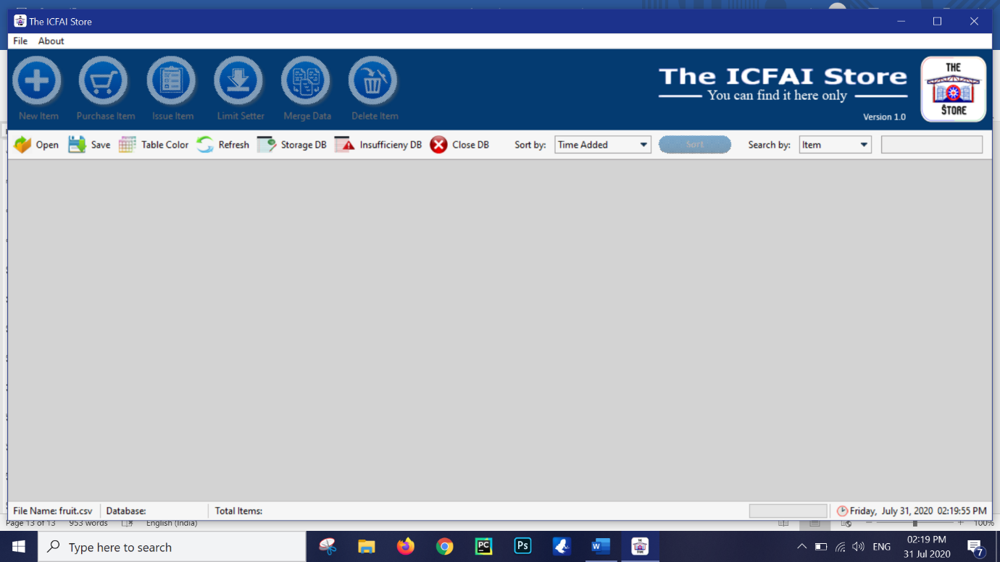 The ICFAI Store
File About
New Item Purchase Item Issue Item Limit Setter Merge Data Delete Item
The ICFAI Store
You can find it here only
Version 1.0
THE
STORE
Open Save Table Color Refresh Storage DB Insufficieny DB Close DB Sort by: Time Added Sort Search by: Item
File Name: fruit.csv Database: Total Items: Friday, July 31, 2020 02:19:55 PM
Page 13 of 13 953 words English (India) 100%
Type here to search PC Ps W ENG 02:19 PM
31 Jul 2020
7